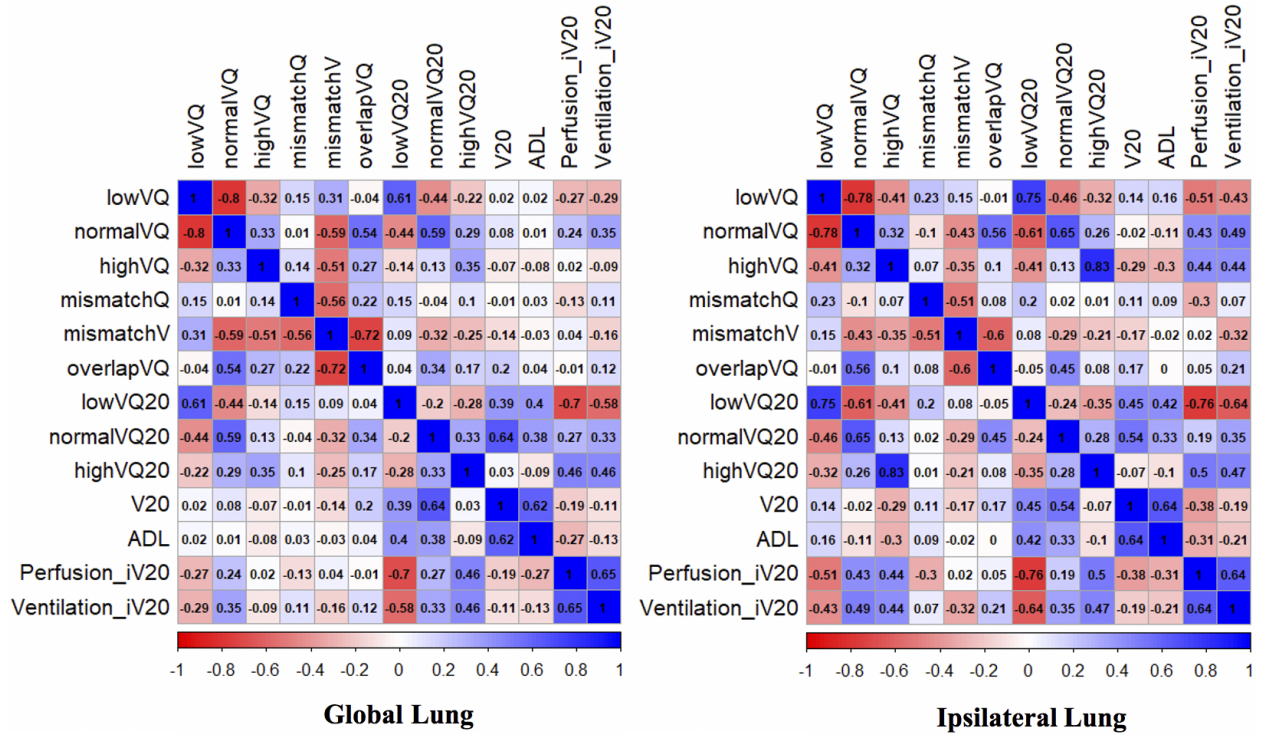 lowVQ normalVQ highVQ mismatchQ mismatchV overlapVQ lowVQ20 normalVQ20 highVQ20 V20 ADL Perfusion_iV20 Ventilation_iV20
lowVQ 1 -0.8 -0.32 0.15 0.31 -0.04 0.61 -0.44 -0.22 0.02 0.02 -0.27 -0.29
normalVQ -0.8 1 0.33 0.01 -0.59 0.54 -0.44 0.59 0.29 0.08 0.01 0.24 0.35
highVQ -0.32 0.33 1 0.14 -0.51 0.27 -0.14 0.13 0.35 -0.07 -0.08 0.02 -0.09
mismatchQ 0.15 0.01 0.14 1 -0.56 0.22 0.15 -0.04 0.1 -0.01 0.03 -0.13 0.11
mismatchV 0.31 -0.59 -0.51 -0.56 1 -0.72 0.09 -0.32 -0.25 -0.14 -0.03 0.04 -0.16
overlapVQ -0.04 0.54 0.27 0.22 -0.72 1 0.04 0.34 0.17 0.2 0.04 -0.01 0.12
lowVQ20 0.61 -0.44 -0.14 0.15 0.09 0.04 1 -0.2 -0.28 0.39 0.4 -0.7 -0.58
normalVQ20 -0.44 0.59 0.13 -0.04 -0.32 0.34 -0.2 1 0.33 0.64 0.38 0.27 0.33
highVQ20 -0.22 0.29 0.35 0.1 -0.25 0.17 -0.28 0.33 1 0.03 -0.09 0.46 0.46
V20 0.02 0.08 -0.07 -0.01 -0.14 0.2 0.39 0.64 0.03 1 0.62 -0.19 -0.11
ADL 0.02 0.01 -0.08 0.03 -0.03 0.04 0.4 0.38 -0.09 0.62 1 -0.27 -0.13
Perfusion_iV20 -0.27 0.24 0.02 -0.13 0.04 -0.01 -0.7 0.27 0.46 -0.19 -0.27 1 0.65
Ventilation_iV20 -0.29 0.35 -0.09 0.11 -0.16 0.12 -0.58 0.33 0.46 -0.11 -0.13 0.65 1
-1 -0.8 -0.6 -0.4 -0.2 0 0.2 0.4 0.6 0.8 1
Global Lung
lowVQ normalVQ highVQ mismatchQ mismatchV overlapVQ lowVQ20 normalVQ20 highVQ20 V20 ADL Perfusion_iV20 Ventilation_iV20
lowVQ 1 -0.78 -0.41 0.23 0.15 -0.01 0.75 -0.46 -0.32 0.14 0.16 -0.51 -0.43
normalVQ -0.78 1 0.32 -0.1 -0.43 0.56 -0.61 0.65 0.26 -0.02 -0.11 0.43 0.49
highVQ -0.41 0.32 1 0.07 -0.35 0.1 -0.41 0.13 0.83 -0.29 -0.3 0.44 0.44
mismatchQ 0.23 -0.1 0.07 1 -0.51 0.08 0.2 0.02 0.01 0.11 0.09 -0.3 0.07
mismatchV 0.15 -0.43 -0.35 -0.51 1 -0.6 0.08 -0.29 -0.21 -0.17 -0.02 0.02 -0.32
overlapVQ -0.01 0.56 0.1 0.08 -0.6 1 -0.05 0.45 0.08 0.17 0 0.05 0.21
lowVQ20 0.75 -0.61 -0.41 0.2 0.08 -0.05 1 -0.24 -0.35 0.45 0.42 -0.76 -0.64
normalVQ20 -0.46 0.65 0.13 0.02 -0.29 0.45 -0.24 1 0.28 0.54 0.33 0.19 0.35
highVQ20 -0.32 0.26 0.83 0.01 -0.21 0.08 -0.35 0.28 1 -0.07 -0.1 0.5 0.47
V20 0.14 -0.02 -0.29 0.11 -0.17 0.17 0.45 0.54 -0.07 1 0.64 -0.38 -0.19
ADL 0.16 -0.11 -0.3 0.09 -0.02 0 0.42 0.33 -0.1 0.64 1 -0.31 -0.21
Perfusion_iV20 -0.51 0.43 0.44 -0.3 0.02 0.05 -0.76 0.19 0.5 -0.38 -0.31 1 0.64
Ventilation_iV20 -0.43 0.49 0.44 0.07 -0.32 0.21 -0.64 0.35 0.47 -0.19 -0.21 0.64 1
-1 -0.8 -0.6 -0.4 -0.2 0 0.2 0.4 0.6 0.8 1
Ipsilateral Lung